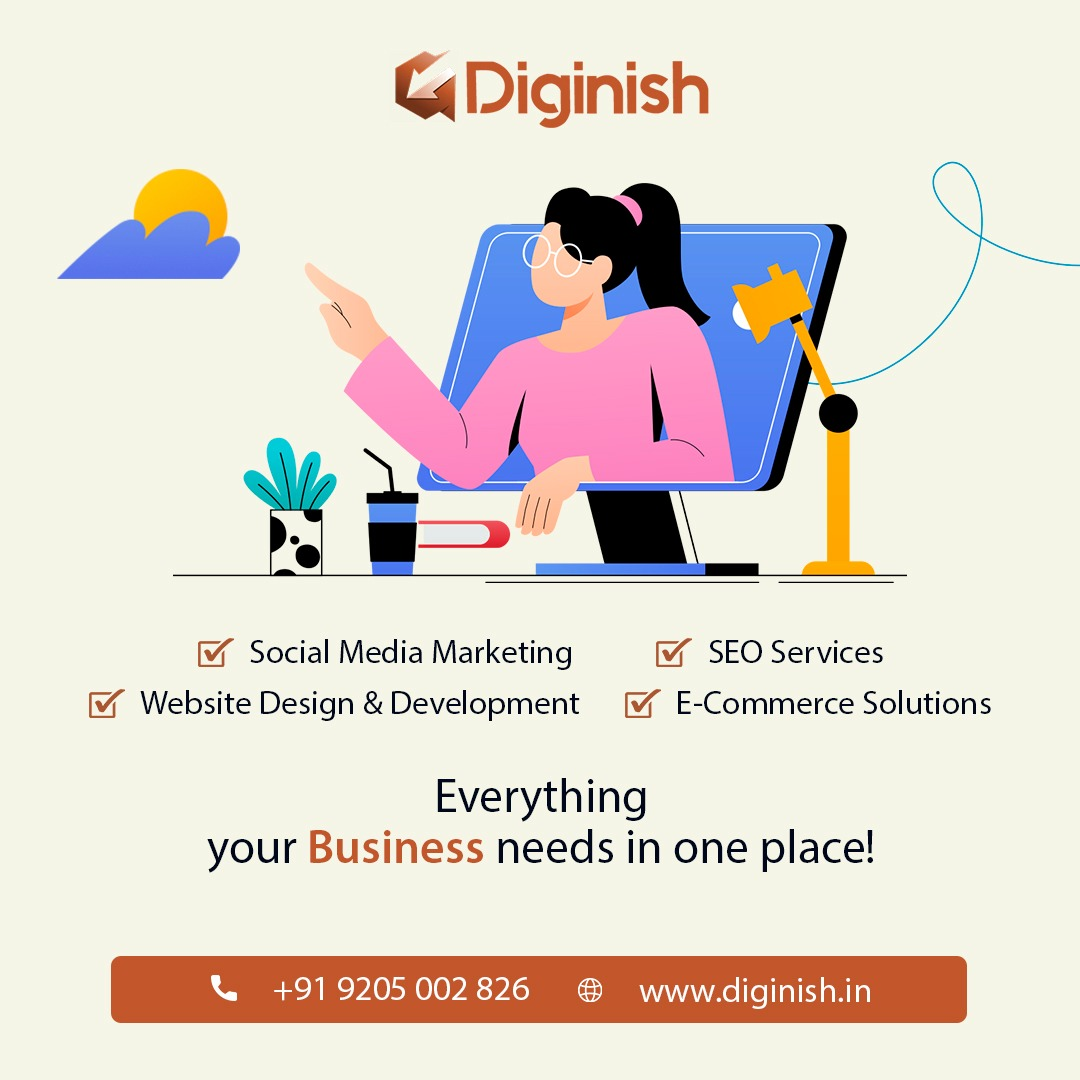 Diginish
Social Media Marketing
SEO Services
Website Design & Development
E-Commerce Solutions
Everything
your Business needs in one place!
+91 9205 002 826
www.diginish.in